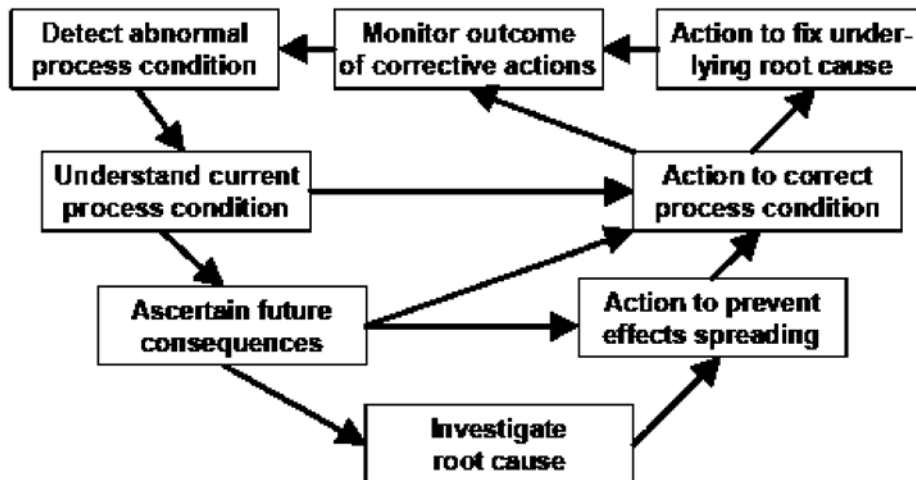 Detect abnormal
process condition
Monitor outcome
of corrective actions
Action to fix under-
lying root cause
Understand current
process condition
Action to correct
process condition
Ascertain future
consequences
Action to prevent
effects spreading
Investigate
root cause